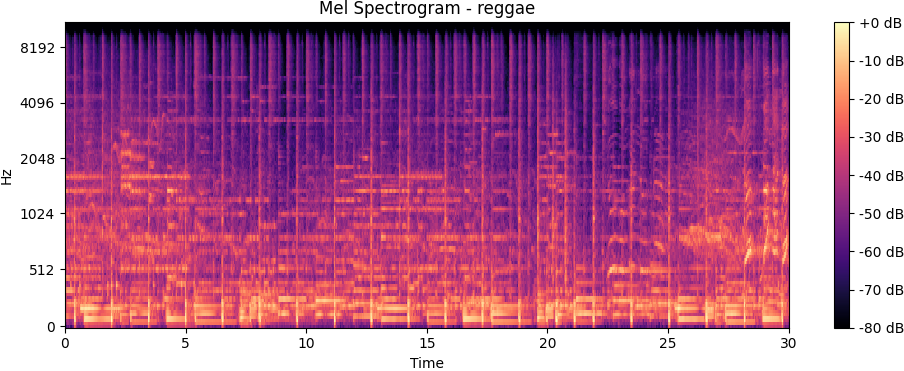 Mel Spectrogram - reggae
Hz
8192
4096
2048
1024
512
0
0 5 10 15 20 25 30
Time
+0 dB
-10 dB
-20 dB
-30 dB
-40 dB
-50 dB
-60 dB
-70 dB
-80 dB